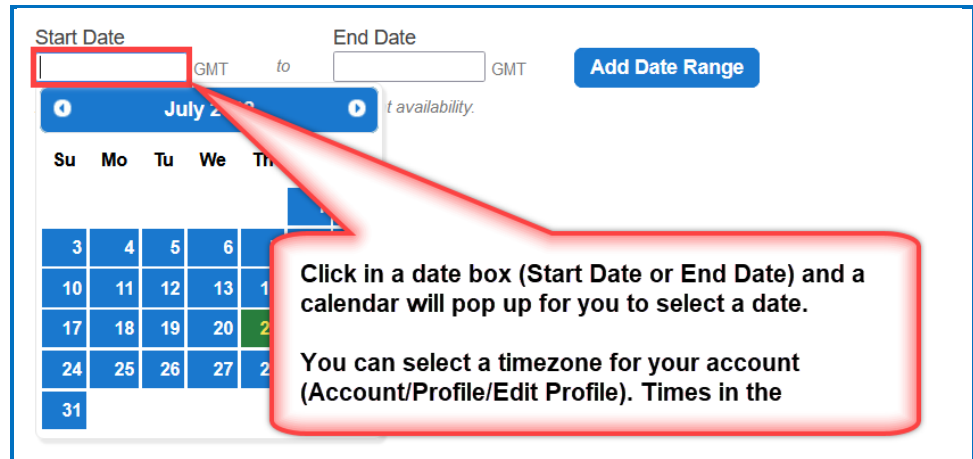 Start Date End Date
GMT to GMT Add Date Range
July t availability.
Su Mo Tu We
3 4 5 6
10 11 12 13
17 18 19 20
24 25 26 27
31
Click in a date box (Start Date or End Date) and a
calendar will pop up for you to select a date.
You can select a timezone for your account
(Account/Profile/Edit Profile). Times in the